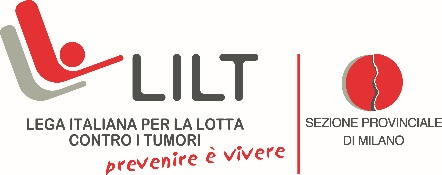 LILT
LEGA ITALIANA PER LA LOTTA
CONTRO I TUMORI
prevenire è vivere
SEZIONE PROVINCIALE
DI MILANO